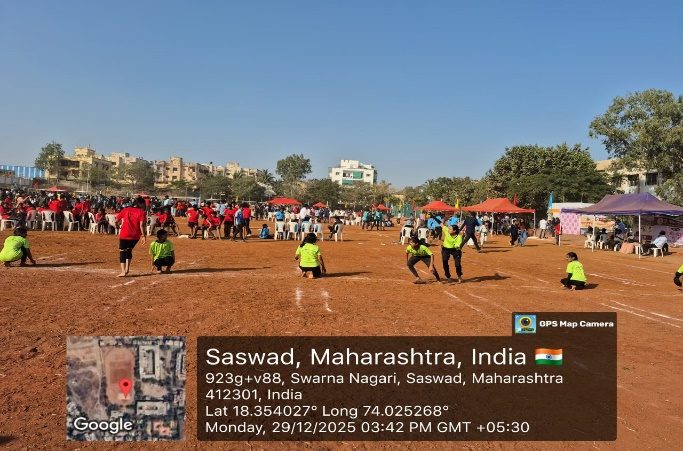 GPS Map Camera
Saswad, Maharashtra, India
923g+v88, Swarna Nagari, Saswad, Maharashtra
412301, India
Lat 18.354027° Long 74.025268°
Monday, 29/12/2025 03:42 PM GMT +05:30
Google